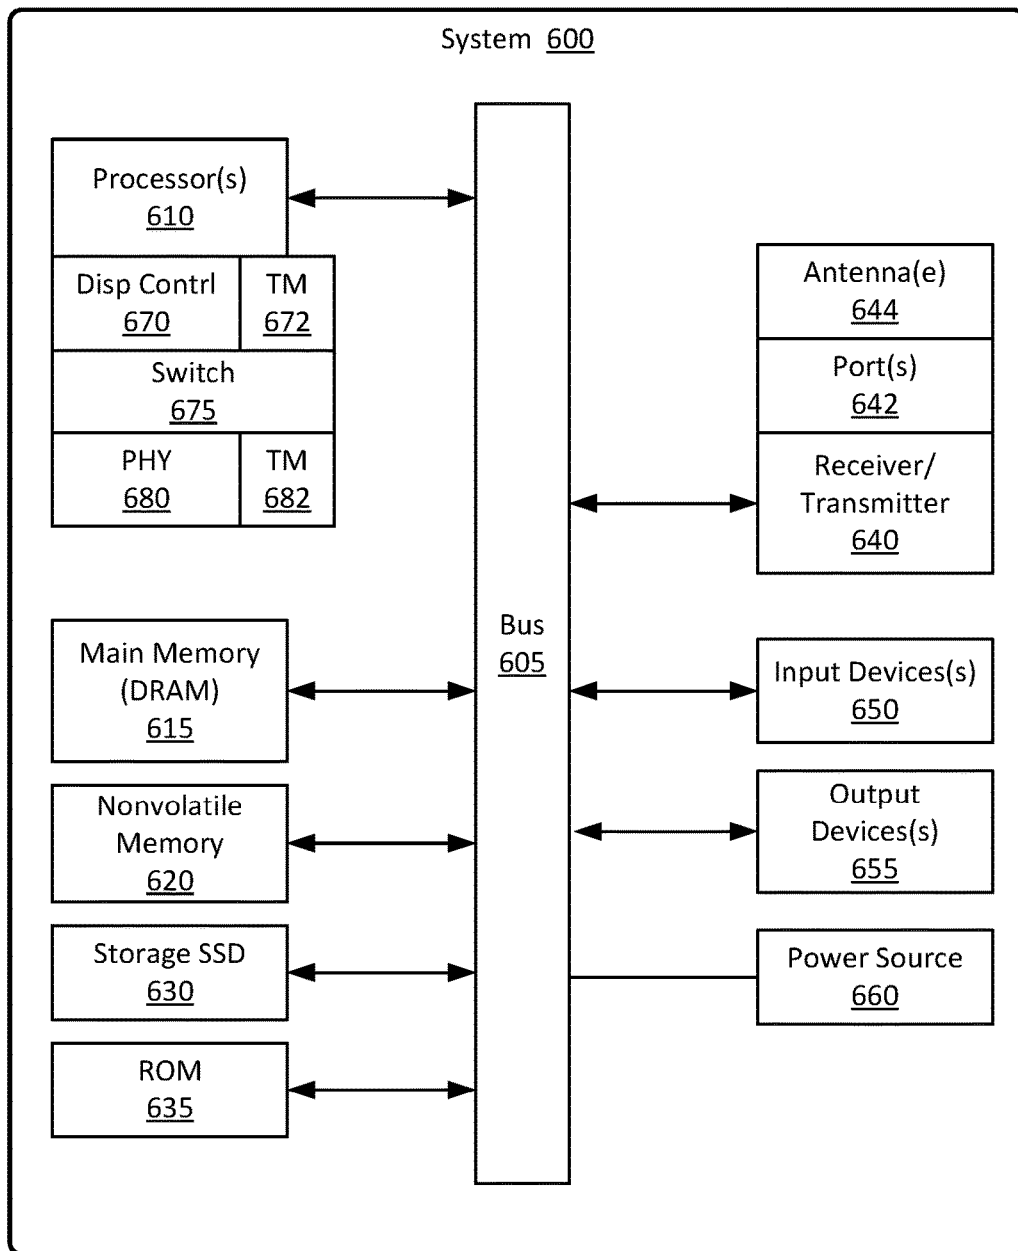 System 600
Processor(s)
610
Disp Contrl
670
TM
672
Switch
675
PHY
680
TM
682
Main Memory
(DRAM)
615
Nonvolatile
Memory
620
Storage SSD
630
ROM
635
Bus
605
Antenna(e)
644
Port(s)
642
Receiver/
Transmitter
640
Input Devices(s)
650
Output
Devices(s)
655
Power Source
660